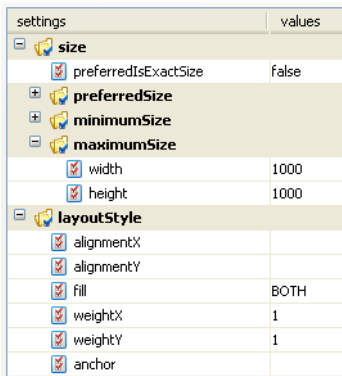 settings values
size
preferredIsExactSize false
preferredSize
minimumSize
maximumSize
width 1000
height 1000
layoutStyle
alignmentX
alignmentY
fill BOTH
weightX 1
weightY 1
anchor